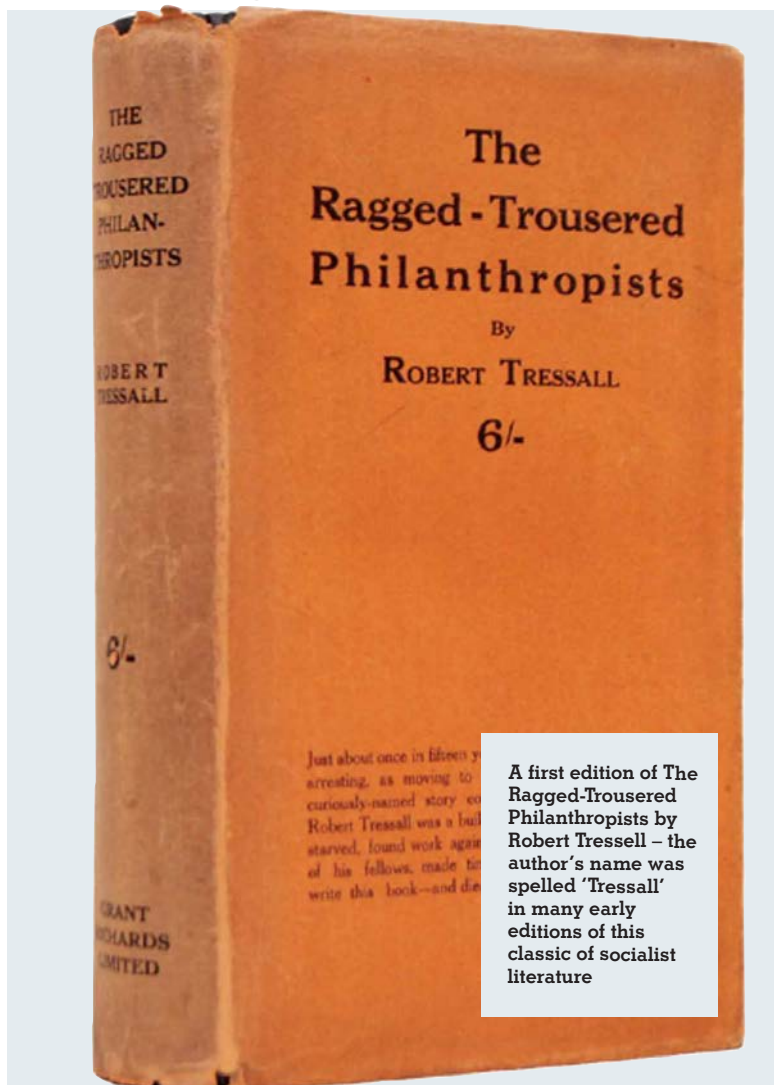 THE
RAGGED
TROUSERED
PHILAN-
THROPISTS
ROBERT
TRESSALL
6/-
GRANT
RICHARDS
LIMITED
The
Ragged-Trousered
Philanthropists
By
ROBERT TRESSALL
6/-
Just about once in fifteen
arresting, as moving to
curiously-named story
Robert Tressall was a
starved, found work
of his fellows, made
write this book—and
A first edition of The
Ragged-Trousered
Philanthropists by
Robert Tressell – the
author's name was
spelled 'Tressall'
in many early
editions of this
classic of socialist
literature